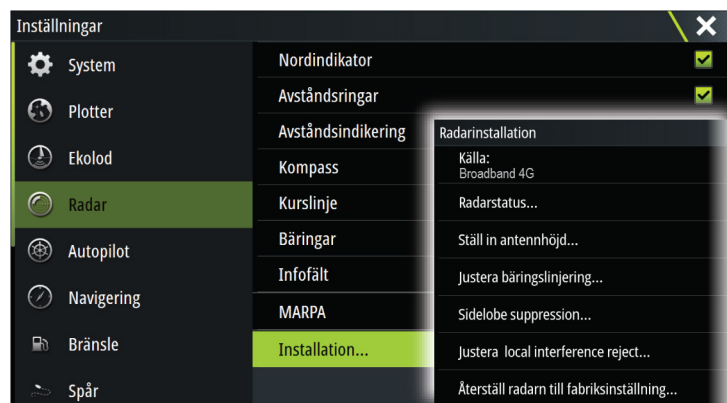 Inställningar
System
Plotter
Ekolod
Radar
Autopilot
Navigering
Bränsle
Spår
Nordindikator
Avståndsringar
Avståndsindikering
Kompass
Kurslinje
Bäringar
Infofält
MARPA
Installation...
Radarinstallation
Källa:
Broadband 4G
Radarstatus...
Ställ in antennhöjd...
Justera bäringslinjering...
Sidelobe suppression...
Justera local interference reject...
Återställ radarn till fabriksinställning...